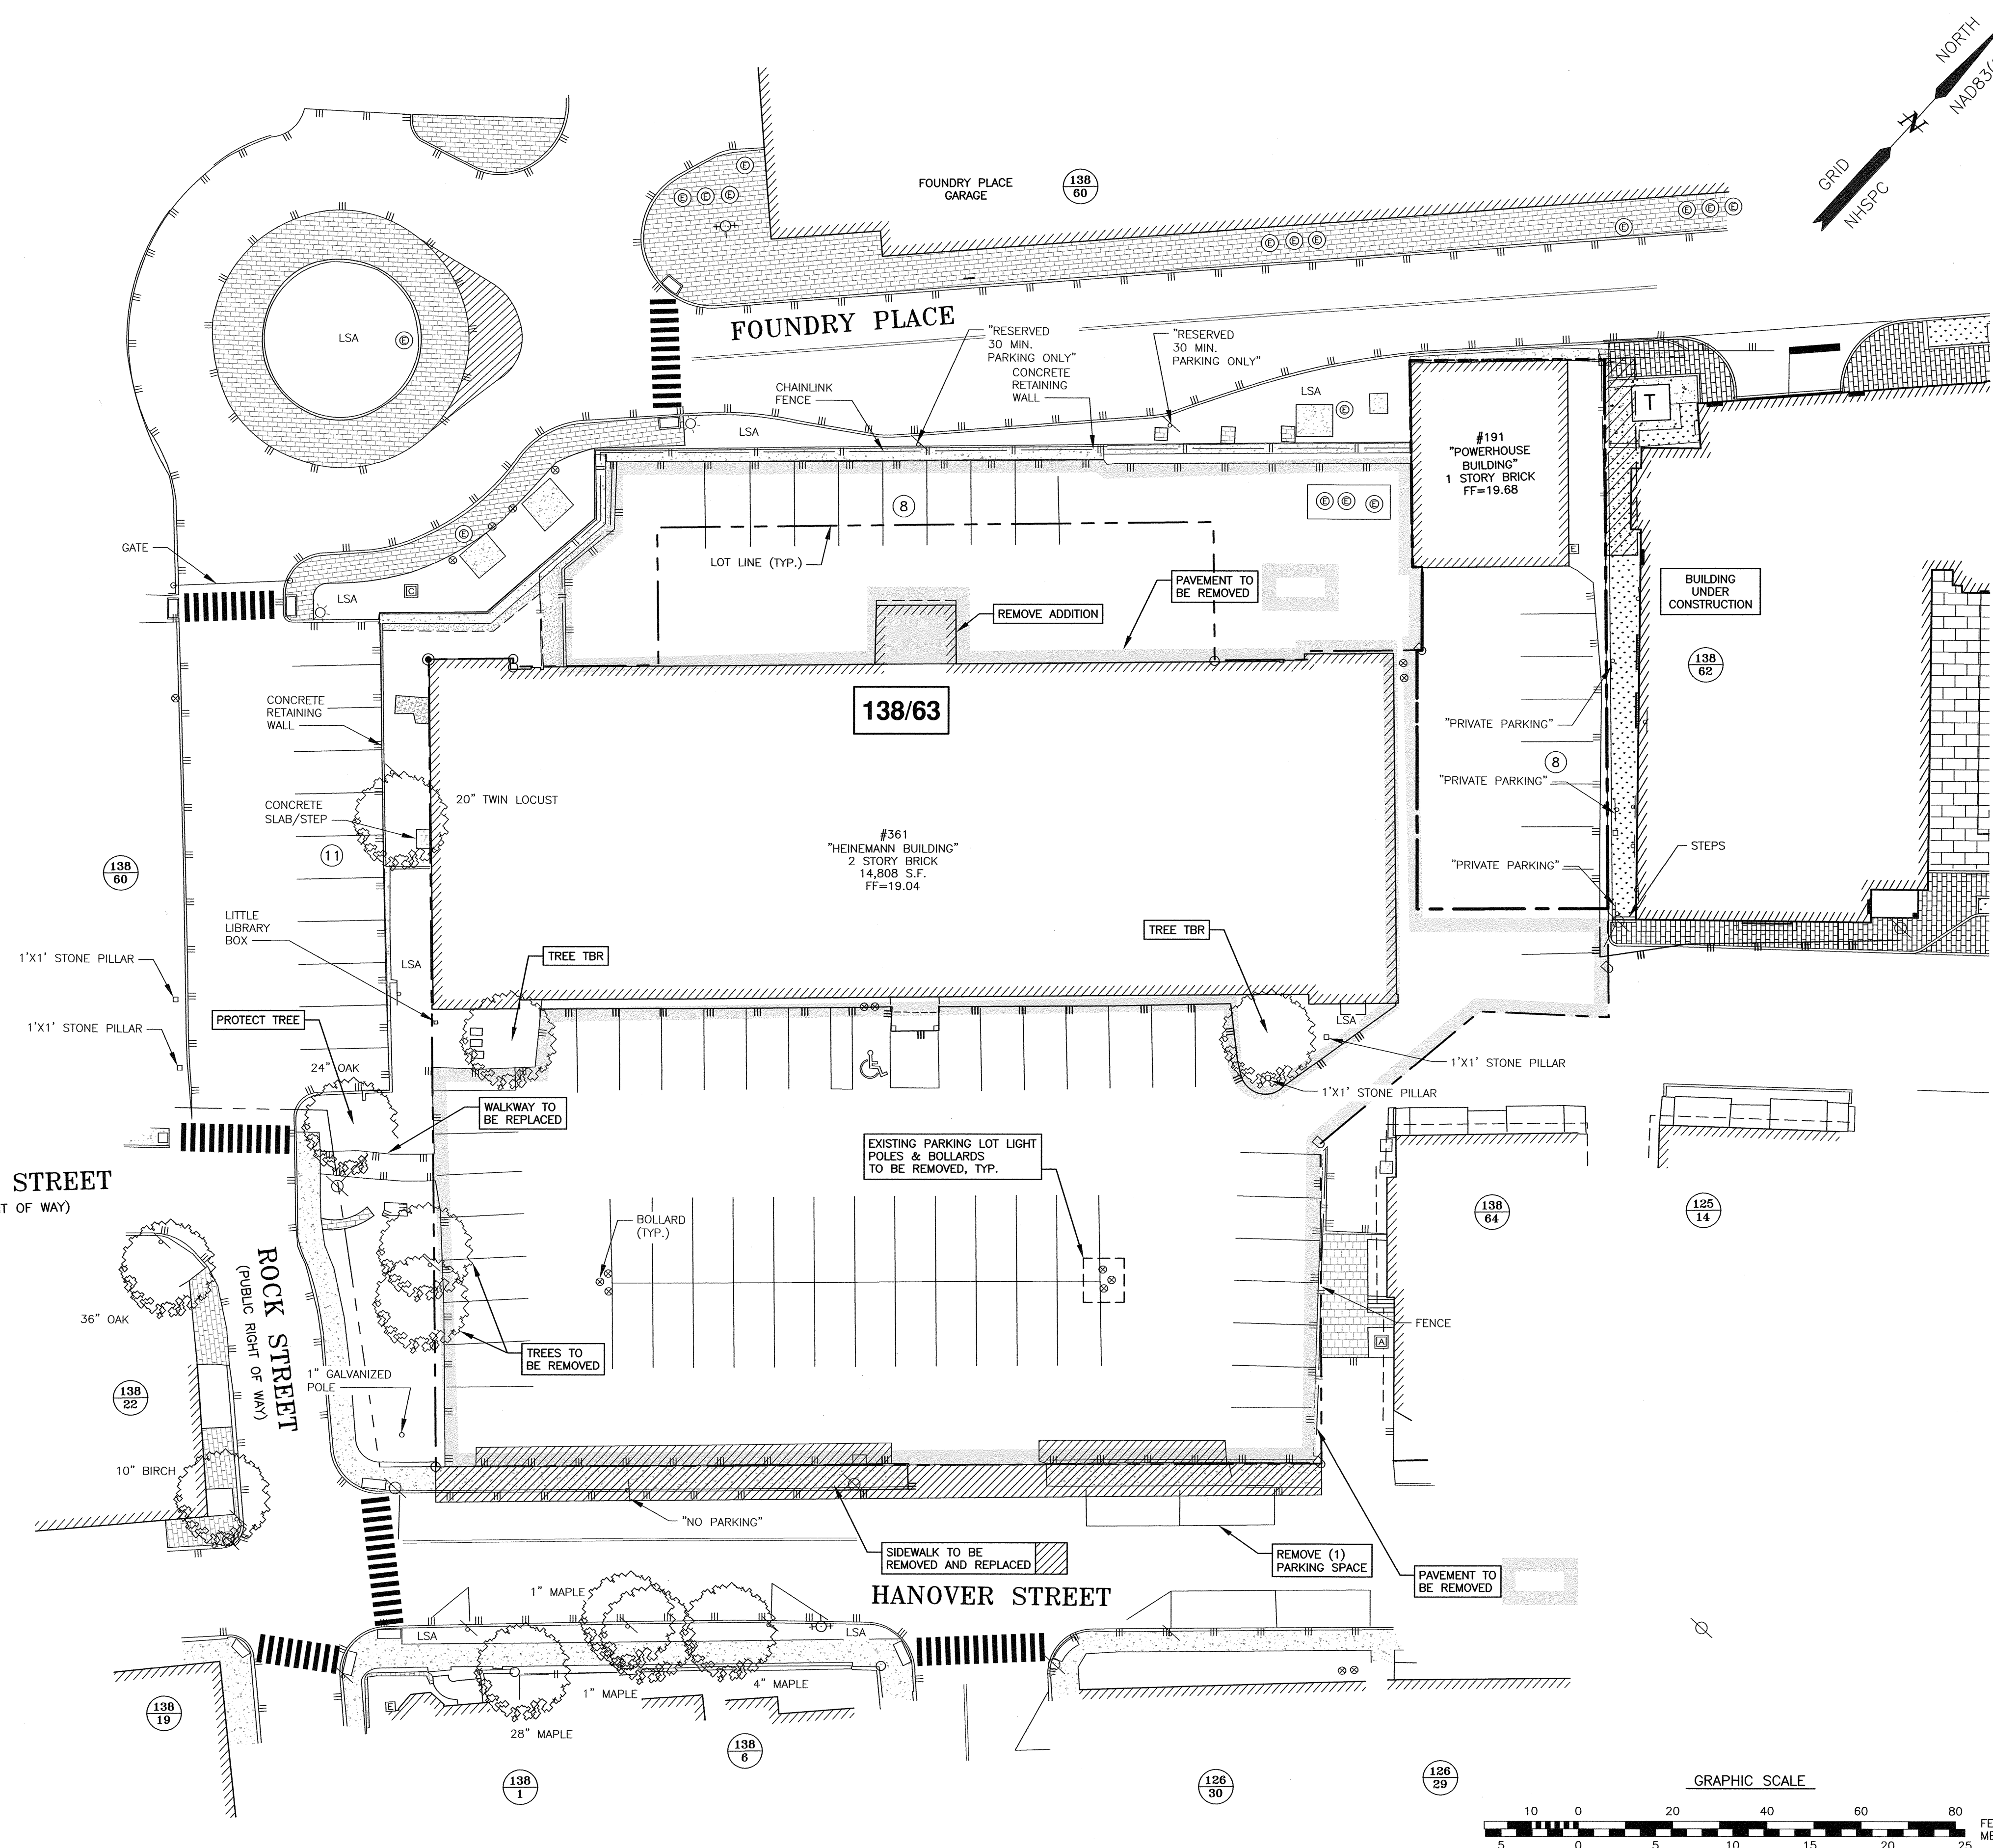 NORTH
NAD83(
N
GRID
NHSPC
FOUNDRY PLACE
GARAGE
138
60
E
E
E
E
E
E
E
E
E
E
E
E
LSA
E
FOUNDRY PLACE
"RESERVED
30 MIN.
PARKING ONLY"
"RESERVED
30 MIN.
PARKING ONLY"
CONCRETE
RETAINING
WALL
CHAINLINK
FENCE
LSA
LSA
E
T
#191
"POWERHOUSE
BUILDING"
1 STORY BRICK
FF=19.68
8
E
E
E
E
GATE
LOT LINE (TYP.)
E
LSA
C
PAVEMENT TO
BE REMOVED
REMOVE ADDITION
BUILDING
UNDER
CONSTRUCTION
138
62
138/63
CONCRETE
RETAINING
WALL
"PRIVATE PARKING"
8
"PRIVATE PARKING"
20" TWIN LOCUST
CONCRETE
SLAB/STEP
11
#361
"HEINEMANN BUILDING"
2 STORY BRICK
14,808 S.F.
FF=19.04
STEPS
"PRIVATE PARKING"
138
60
LITTLE
LIBRARY
BOX
TREE TBR
TREE TBR
LSA
1'X1' STONE PILLAR
PROTECT TREE
LSA
1'X1' STONE PILLAR
24" OAK
1'X1' STONE PILLAR
1'X1' STONE PILLAR
WALKWAY TO
BE REPLACED
EXISTING PARKING LOT LIGHT
POLES & BOLLARDS
TO BE REMOVED, TYP.
STREET
T OF WAY)
138
64
125
14
BOLLARD
(TYP.)
ROCK STREET
(PUBLIC RIGHT OF WAY)
36" OAK
FENCE
A
TREES TO
BE REMOVED
1" GALVANIZED
POLE
138
22
10" BIRCH
"NO PARKING"
SIDEWALK TO BE
REMOVED AND REPLACED
REMOVE (1)
PARKING SPACE
PAVEMENT TO
BE REMOVED
HANOVER STREET
1" MAPLE
LSA
LSA
1" MAPLE
4" MAPLE
E
28" MAPLE
138
19
138
6
138
1
126
30
126
29
GRAPHIC SCALE
10 0 20 40 60 80
FE
ME
5 0 5 10 15 20 25